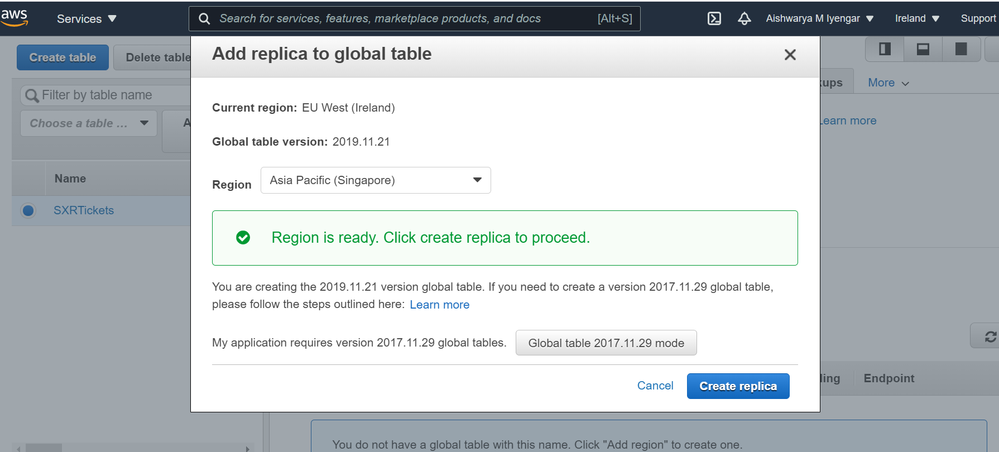 aws
Services
Search for services, features, marketplace products, and docs [Alt+S]
Aishwarya M Iyengar
Ireland
Support
Create table
Delete table
Add replica to global table
Filter by table name
Choose a table ...
A
Name
SXRTickets
Current region: EU West (Ireland)
Global table version: 2019.11.21
Region Asia Pacific (Singapore)
Region is ready. Click create replica to proceed.
You are creating the 2019.11.21 version global table. If you need to create a version 2017.11.29 global table,
please follow the steps outlined here: Learn more
My application requires version 2017.11.29 global tables. Global table 2017.11.29 mode
Cancel Create replica
kups
More
Learn more
ling
Endpoint
You do not have a global table with this name. Click "Add region" to create one.